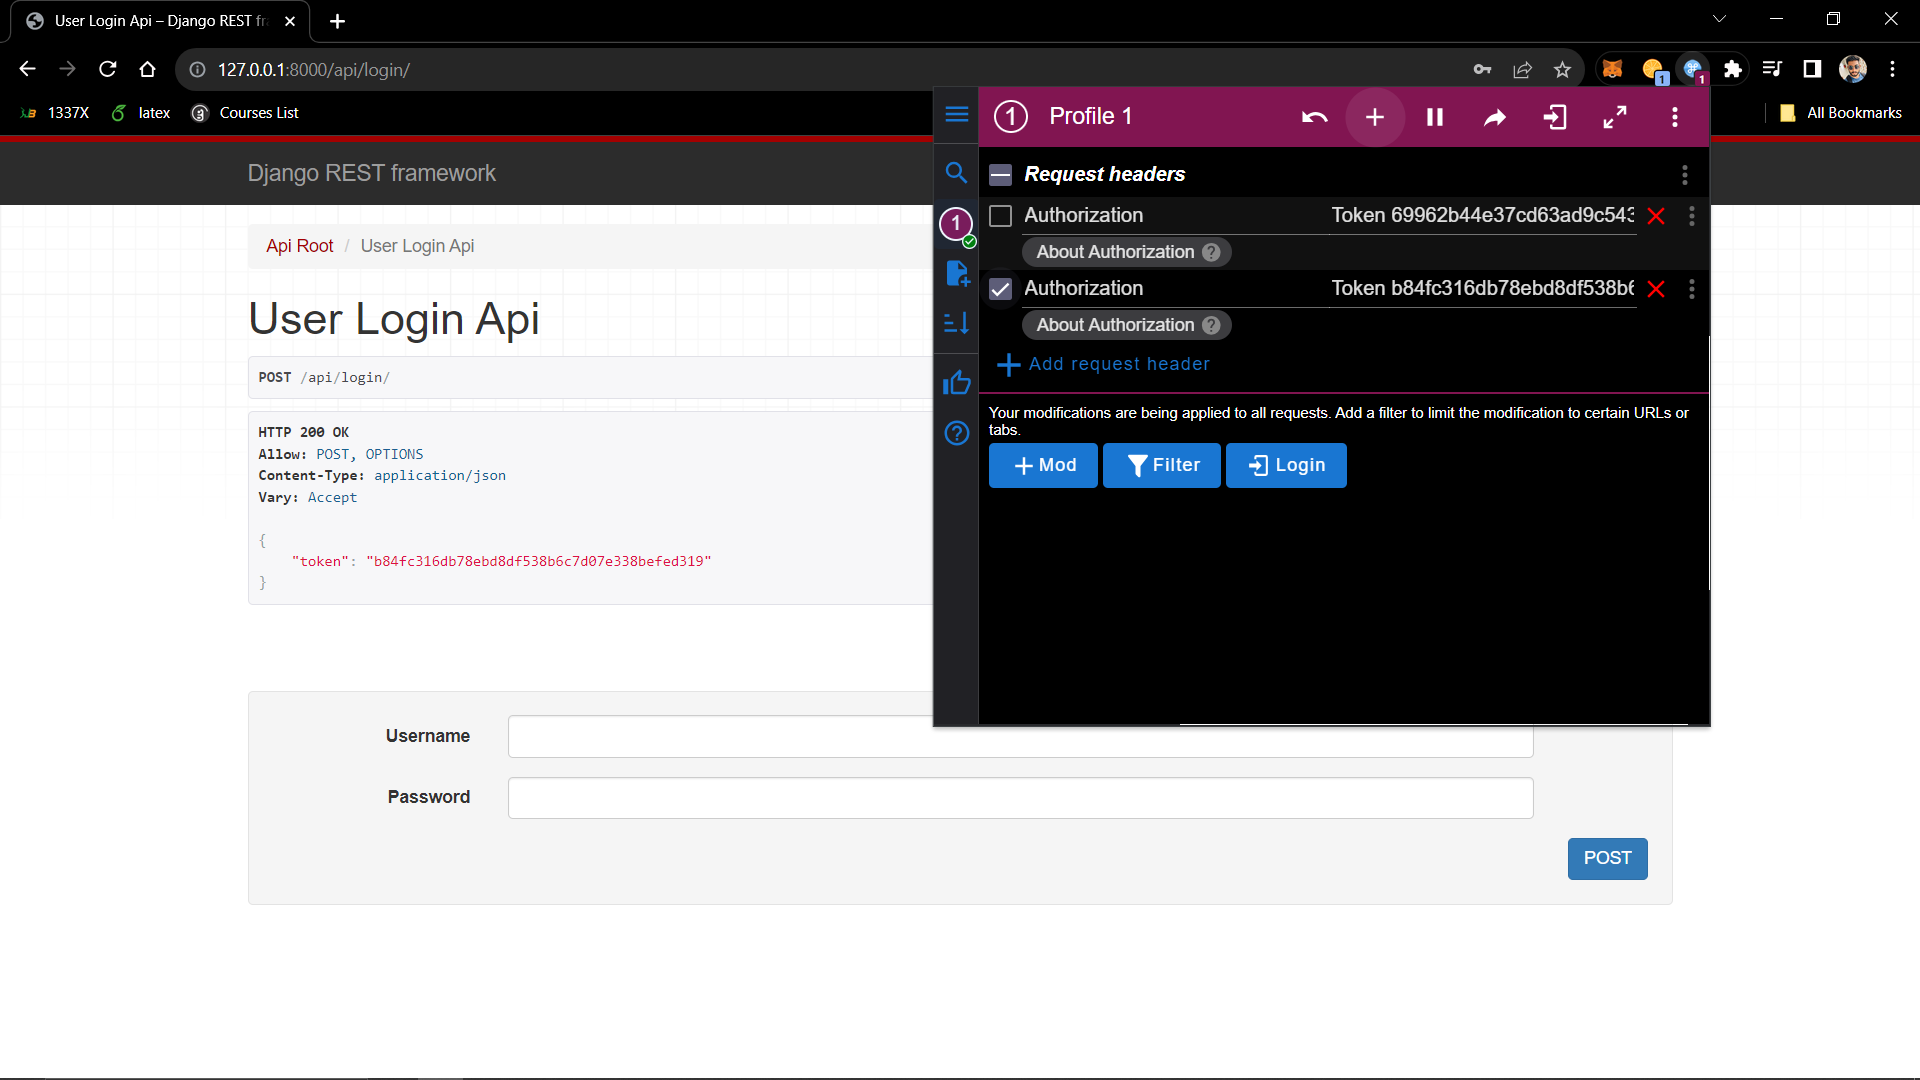 User Login Api – Django REST fr
127.0.0.1:8000/api/login/
1
1
1337X
latex
Courses List
All Bookmarks
1 Profile 1
Django REST framework
Request headers
Authorization Token 69962b44e37cd63ad9c543
1
Api Root / User Login Api
About Authorization ?
Authorization Token b84fc316db78ebd8df538b6
About Authorization ?
User Login Api
Add request header
POST /api/login/
Your modifications are being applied to all requests. Add a filter to limit the modification to certain URLs or
tabs.
Mod Filter Login
HTTP 200 OK
Allow: POST, OPTIONS
Content-Type: application/json
Vary: Accept
{
"token": "b84fc316db78ebd8df538b6c7d07e338befed319"
}
Username
Password
POST